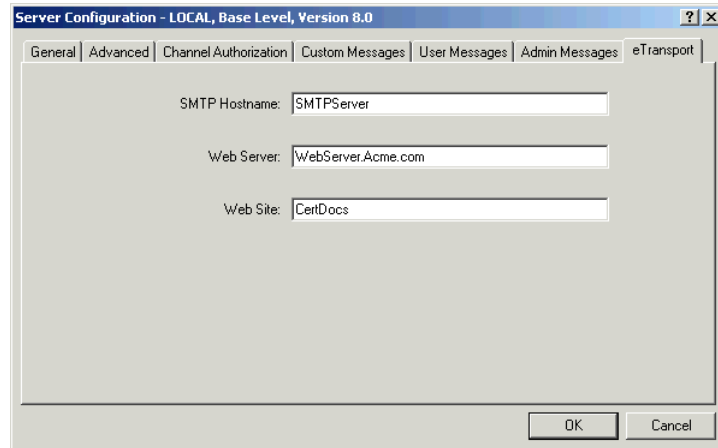 Server Configuration - LOCAL, Base Level, Version 8.0
General Advanced Channel Authorization Custom Messages User Messages Admin Messages eTransport
SMTP Hostname: SMTPServer
Web Server: WebServer.Acme.com
Web Site: CertDocs
OK Cancel